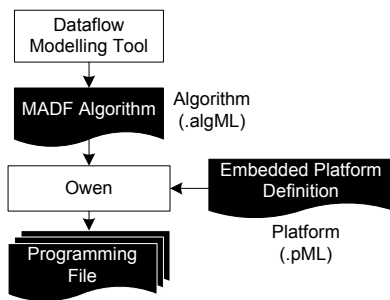 Dataflow
Modelling Tool
MADF Algorithm
Algorithm
(.algML)
Owen
Embedded Platform
Definition
Platform
(.pML)
Programming
File